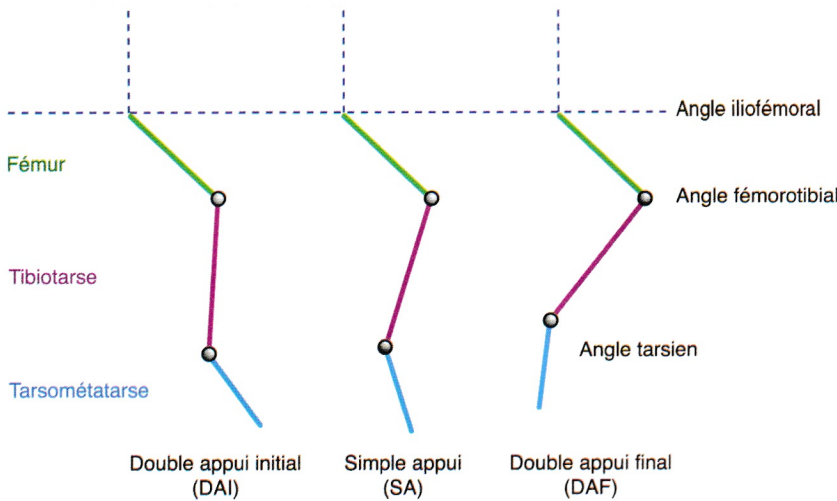 Angle iliofémoral
Fémur
Angle fémorotibial
Tibiotarse
Angle tarsien
Tarsométatarse
Double appui initial
(DAI)
Simple appui
(SA)
Double appui final
(DAF)